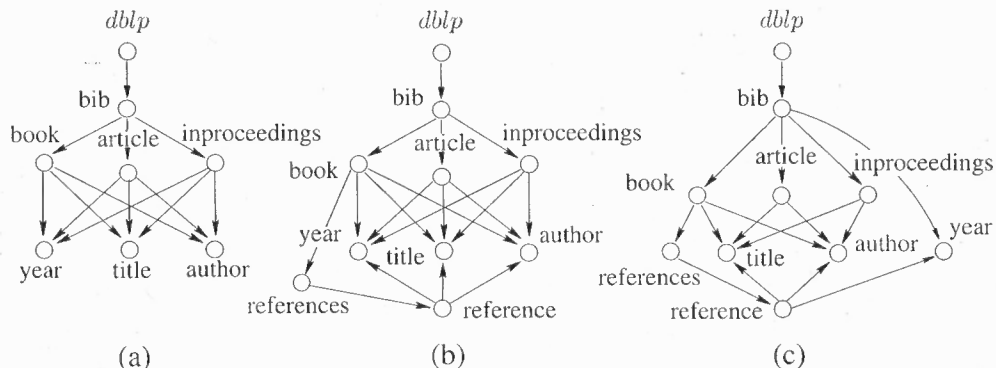 dblp
bib
book
article
inproceedings
year
title
author
(a)
dblp
bib
book
article
inproceedings
year
title
author
references
reference
(b)
dblp
bib
book
article
inproceedings
references
title
author
year
reference
(c)